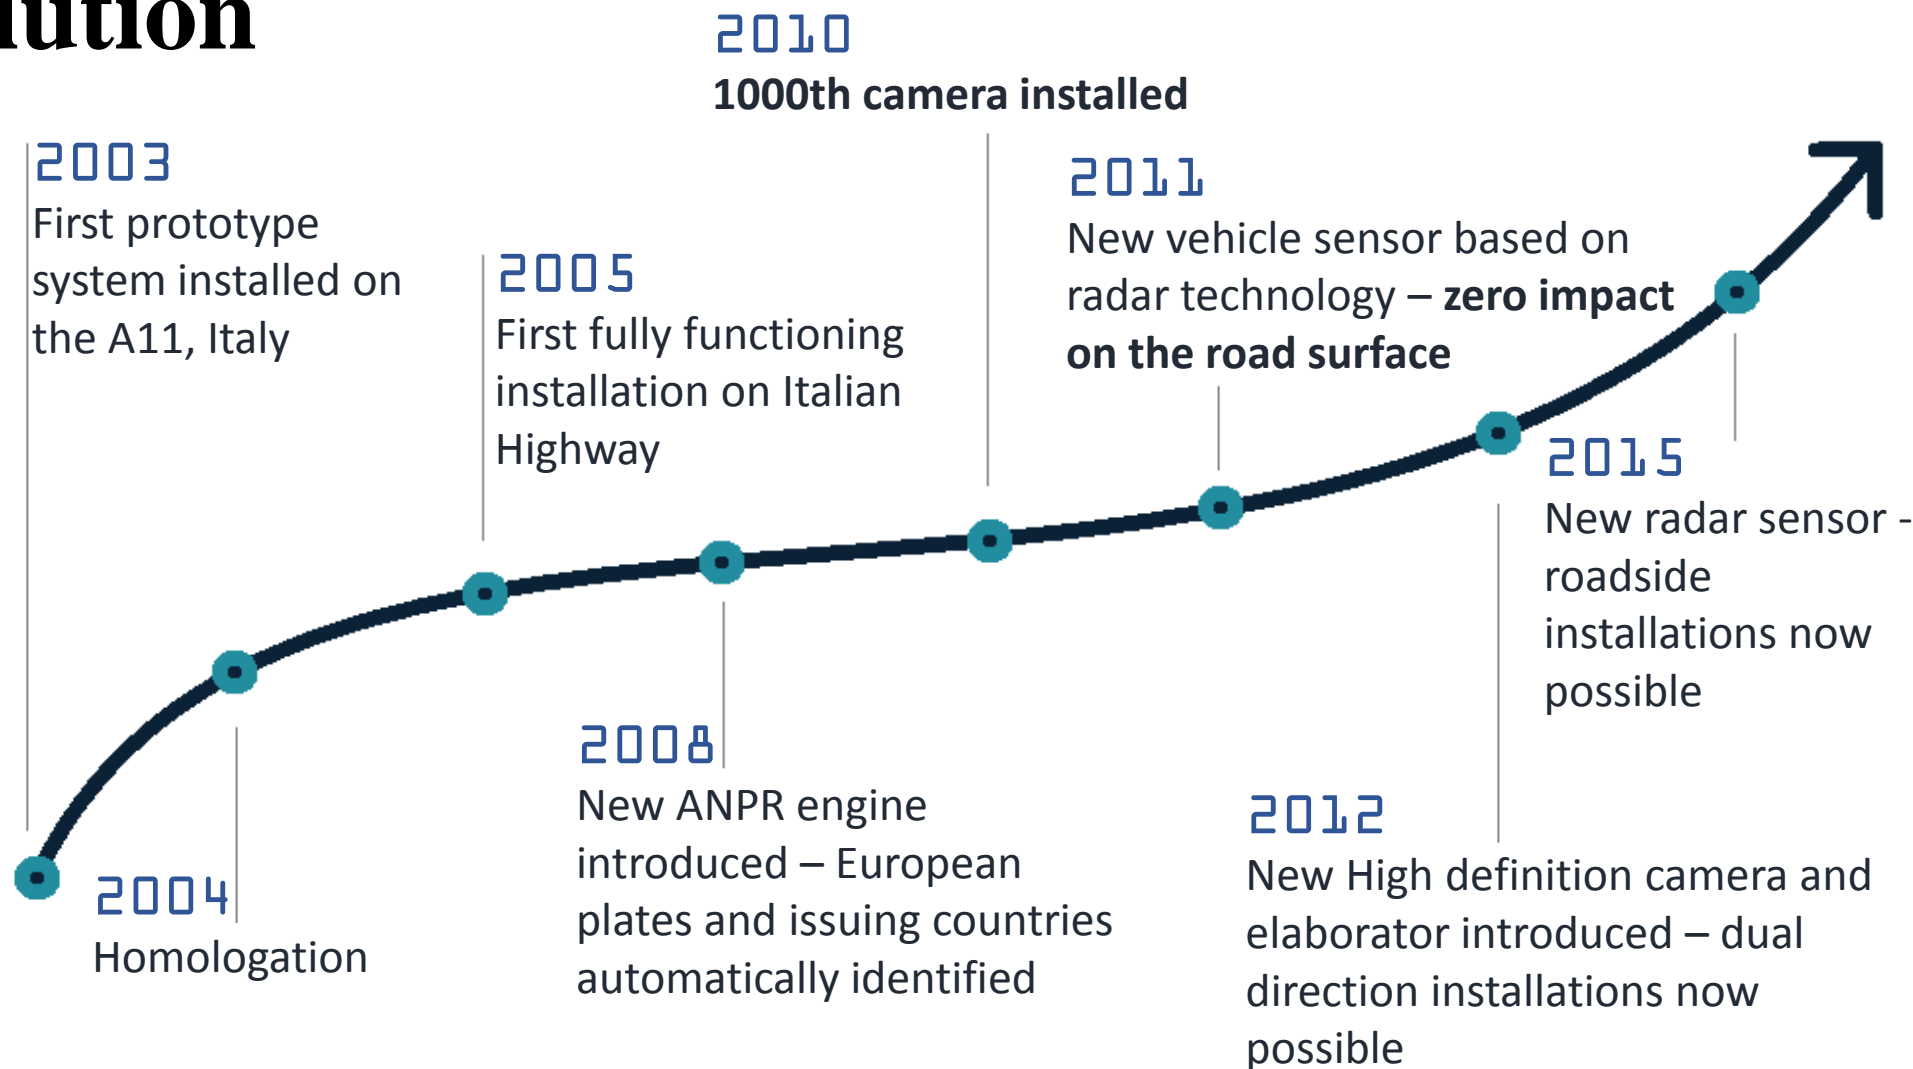 lution
2003
First prototype
system installed on
the A11, Italy
2004
Homologation
2005
First fully functioning
installation on Italian
Highway
2008
New ANPR engine
introduced – European
plates and issuing countries
automatically identified
2010
1000th camera installed
2011
New vehicle sensor based on
radar technology – zero impact
on the road surface
2012
New High definition camera and
elaborator introduced – dual
direction installations now
possible
2015
New radar sensor -
roadside
installations now
possible